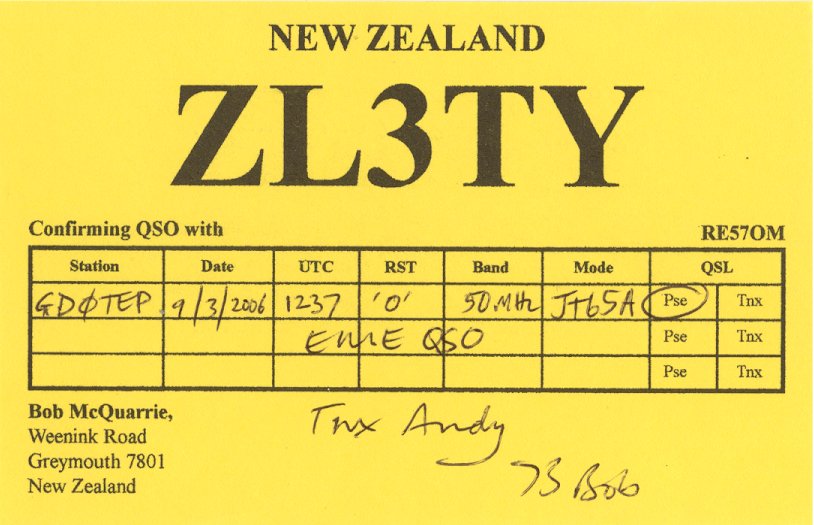 NEW ZEALAND
ZL3TY
Confirming QSO with RE57OM
Station Date UTC RST Band Mode QSL
GDØTEP 9/3/2006 1237 'O' 50 MHz JT65A Pse Tnx
EME QSO Pse Tnx
Pse Tnx
Bob McQuarrie,
Weenink Road
Greymouth 7801
New Zealand
Tnx Andy
73 Bob